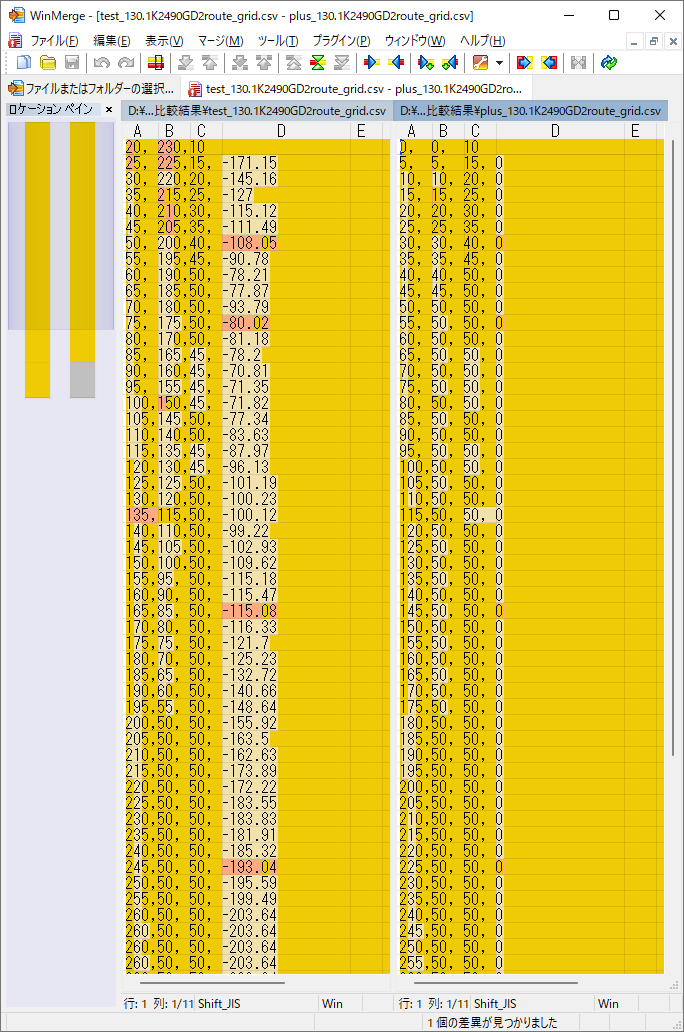 WinMerge - [test_130.1K2490GD2route_grid.csv - plus_130.1K2490GD2route_grid.csv]
ファイル(F) 編集(E) 表示(V) マージ(M) ツール(T) プラグイン(P) ウィンドウ(W) ヘルプ(H)
ファイルまたはフォルダーの選択... test_130.1K2490GD2route_grid.csv - plus_130.1K2490GD2ro...
ロケーション ペイン × D:¥...比較結果¥test_130.1K2490GD2route_grid.csv D:¥...比較結果¥plus_130.1K2490GD2route_grid.csv
A B C D E A B C D E
20, 230,10 0, 0, 10
25, 225,15, -171.15 5, 5, 15, 0
30, 220,20, -145.16 10, 10, 20, 0
35, 215,25, -127 15, 15, 25, 0
40, 210,30, -115.12 20, 20, 30, 0
45, 205,35, -111.49 25, 25, 35, 0
50, 200,40, -108.05 30, 30, 40, 0
55, 195,45, -90.78 35, 35, 45, 0
60, 190,50, -78.21 40, 40, 50, 0
65, 185,50, -77.87 45, 45, 50, 0
70, 180,50, -93.79 50, 50, 50, 0
75, 175,50, -80.02 55, 50, 50, 0
80, 170,50, -81.18 60, 50, 50, 0
85, 165,45, -78.2 65, 50, 50, 0
90, 160,45, -70.81 70, 50, 50, 0
95, 155,45, -71.35 75, 50, 50, 0
100,150,45, -71.82 80, 50, 50, 0
105,145,50, -77.34 85, 50, 50, 0
110,140,50, -83.63 90, 50, 50, 0
115,135,45, -87.97 95, 50, 50, 0
120,130,45, -96.13 100,50, 50, 0
125,125,50, -101.19 105,50, 50, 0
130,120,50, -100.23 110,50, 50, 0
135,115,50, -100.12 115,50, 50, 0
140,110,50, -99.22 120,50, 50, 0
145,105,50, -102.93 125,50, 50, 0
150,100,50, -109.62 130,50, 50, 0
155,95, 50, -115.18 135,50, 50, 0
160,90, 50, -115.47 140,50, 50, 0
165,85, 50, -115.08 145,50, 50, 0
170,80, 50, -116.33 150,50, 50, 0
175,75, 50, -121.7 155,50, 50, 0
180,70, 50, -125.23 160,50, 50, 0
185,65, 50, -132.72 165,50, 50, 0
190,60, 50, -140.66 170,50, 50, 0
195,55, 50, -148.64 175,50, 50, 0
200,50, 50, -155.92 180,50, 50, 0
205,50, 50, -163.5 185,50, 50, 0
210,50, 50, -162.63 190,50, 50, 0
215,50, 50, -173.89 195,50, 50, 0
220,50, 50, -172.22 200,50, 50, 0
225,50, 50, -183.55 205,50, 50, 0
230,50, 50, -183.83 210,50, 50, 0
235,50, 50, -181.91 215,50, 50, 0
240,50, 50, -185.32 220,50, 50, 0
245,50, 50, -193.04 225,50, 50, 0
250,50, 50, -195.59 230,50, 50, 0
255,50, 50, -199.49 235,50, 50, 0
260,50, 50, -203.64 240,50, 50, 0
260,50, 50, -203.64 245,50, 50, 0
260,50, 50, -203.64 250,50, 50, 0
260,50, 50, -203.64 255,50, 50, 0
行: 1 列: 1/11 Shift_JIS Win 行: 1 列: 1/11 Shift_JIS Win
1 個の差異が見つかりました